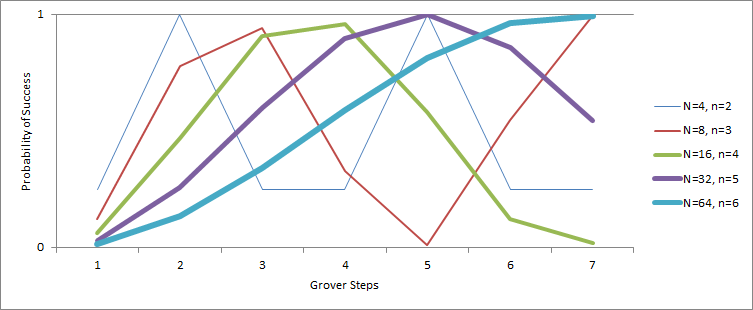 1
0
Probability of Success
1 2 3 4 5 6 7
Grover Steps
N=4, n=2
N=8, n=3
N=16, n=4
N=32, n=5
N=64, n=6